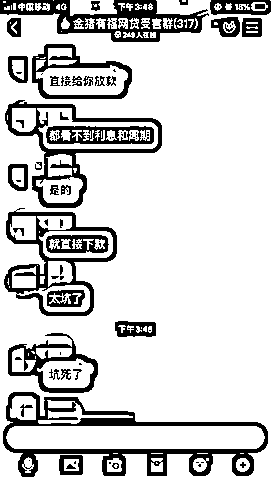 中国移动 4G 下午3:48 18%
金猪有福网贷受害群(317)
249人在线
直接给你放款
都看不到利息和周期
是的
就直接下款
太坑了
下午3:46
坑死了